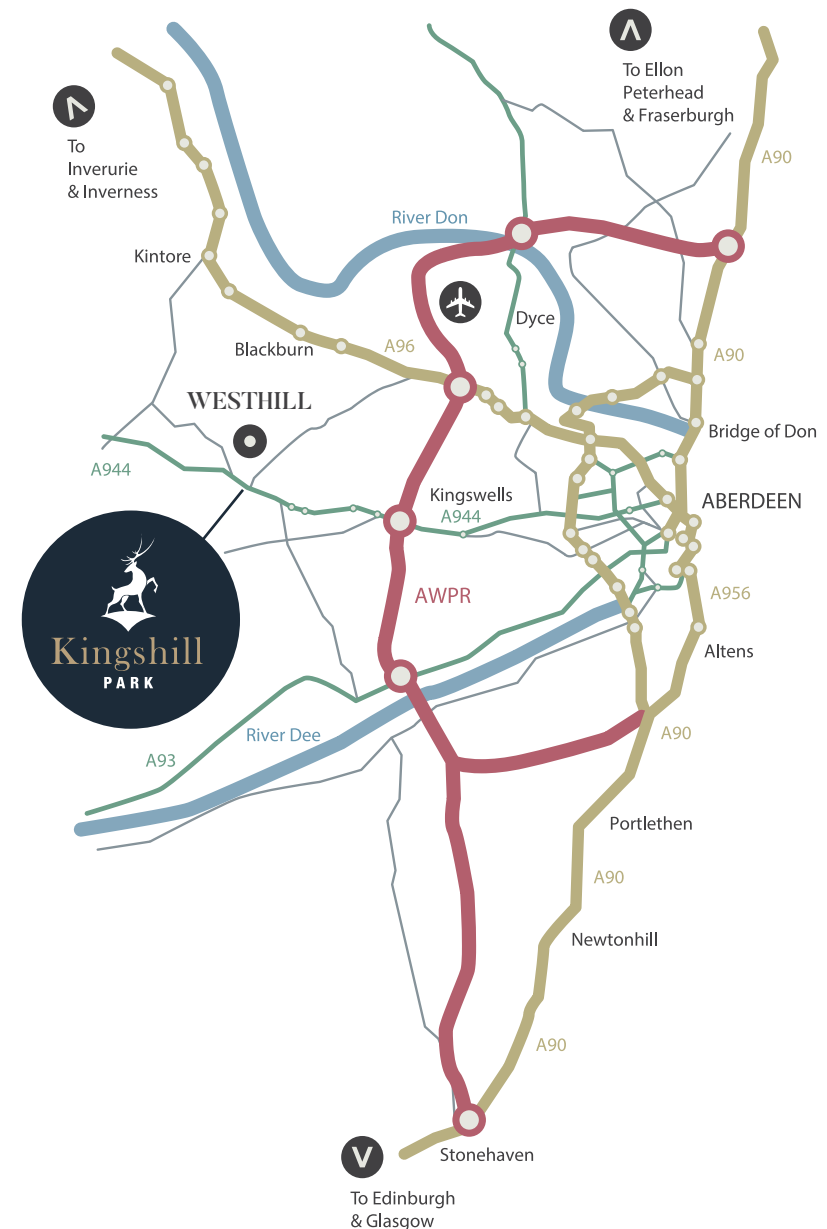 To Ellon
Peterhead
& Fraserburgh
To
Inverurie
& Inverness
A90
River Don
Kintore
Dyce
Blackburn
A96
A90
WESTHILL
Bridge of Don
A944
Kingswells
A944
ABERDEEN
AWPR
A956
Kingshill
PARK
Altens
River Dee
A93
A90
Portlethen
A90
Newtonhill
A90
Stonehaven
To Edinburgh
& Glasgow